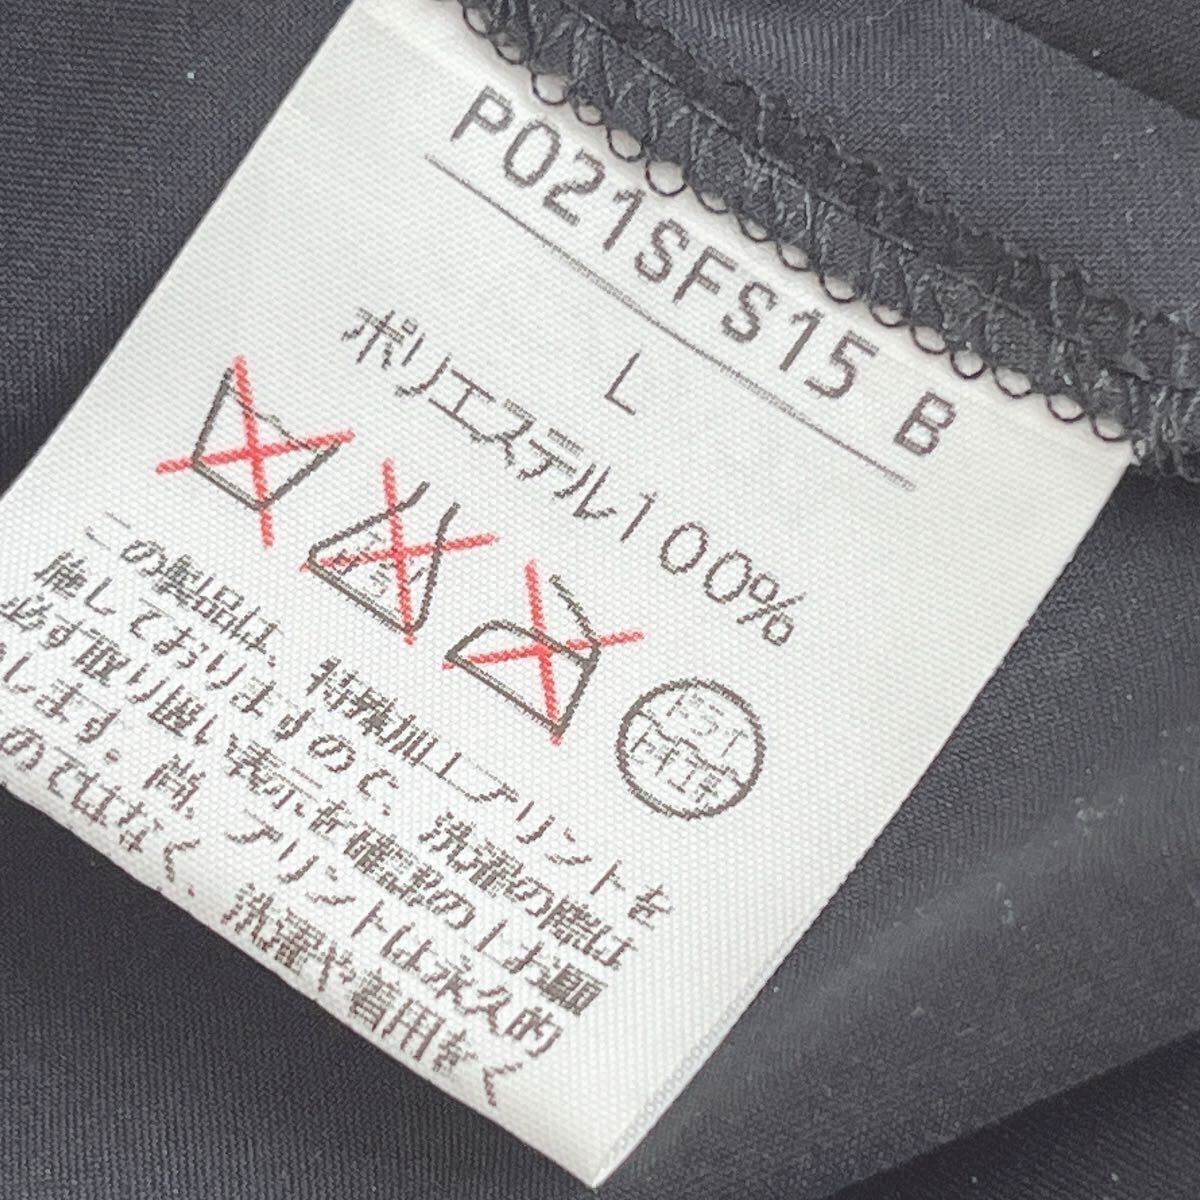 P021SFS15 B
L
ポリエステル100%
ドライ
セキユ系
この製品は、特殊加工プリントを
施しておりますので、洗濯の際は
必ず取り扱い表示を確認の上お願
します。尚、プリントは永久的
のではなく、洗濯や着用をく